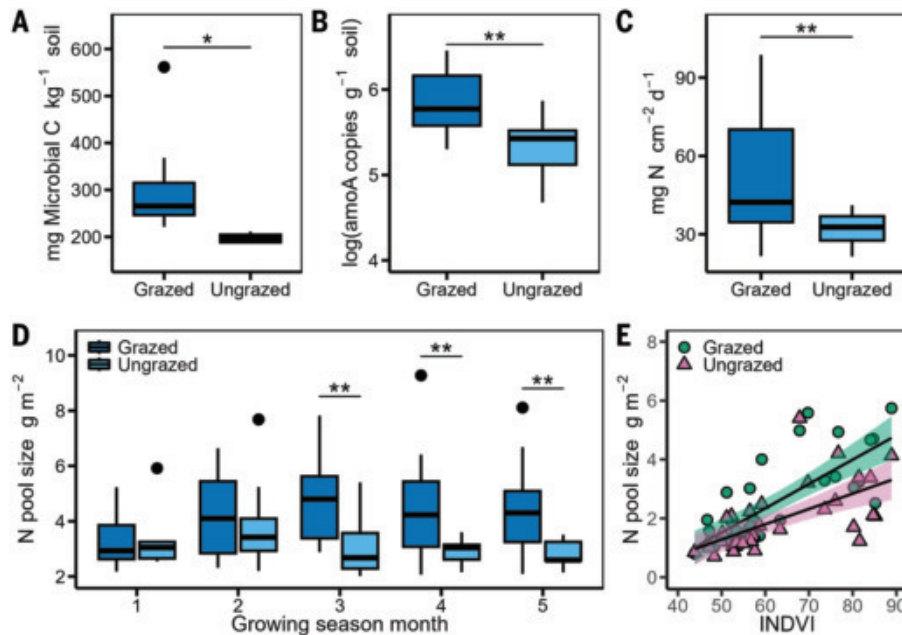 A
mg Microbial C kg⁻¹ soil
600
500
400
300
200
*
Grazed
Ungrazed
B
log(amoA copies g⁻¹ soil)
6
5
4
**
Grazed
Ungrazed
C
mg N cm⁻² d⁻¹
90
60
30
**
Grazed
Ungrazed
D
N pool size g m⁻²
10
8
6
4
2
Grazed
Ungrazed
**
**
**
1 2 3 4 5
Growing season month
E
N pool size g m⁻²
8
6
4
2
0
Grazed
Ungrazed
40 50 60 70 80 90
INDVI